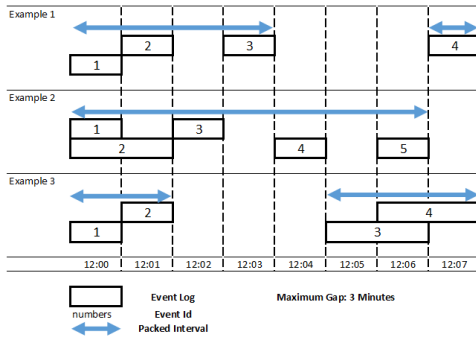 Example 1
2
3
4
1
Example 2
1
3
2
4
5
Example 3
2
4
1
3
12:00 12:01 12:02 12:03 12:04 12:05 12:06 12:07
Event Log
Maximum Gap: 3 Minutes
numbers Event Id
Packed Interval